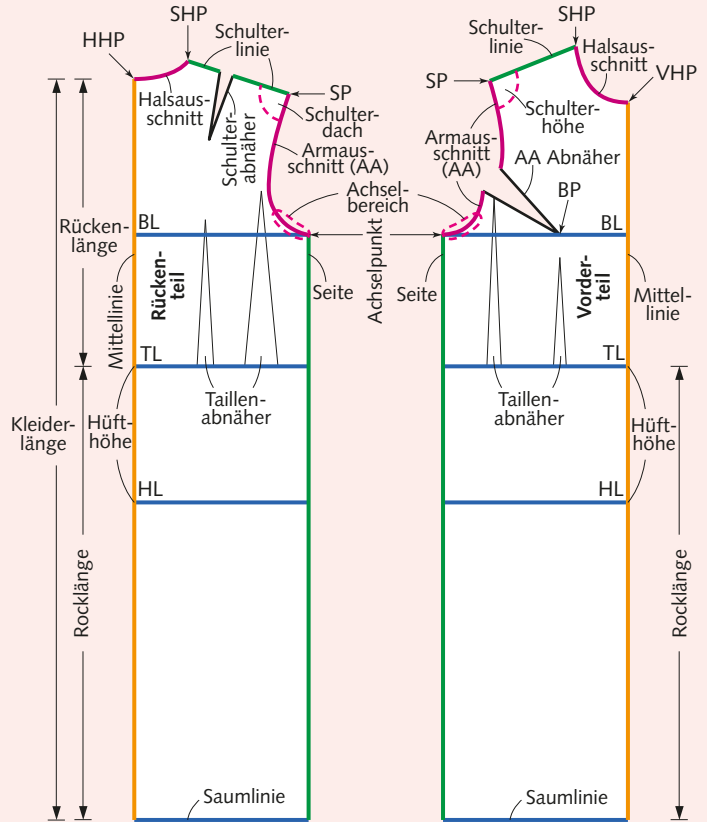 SHP
Schulter-
linie
HHP
SP
Halsaus-
schnitt
Schulter-
abnäher
Schulter-
dach
Armaus-
schnitt (AA)
Achsel-
bereich
Rücken-
länge
BL
Mittellinie
Rücken-
teil
Seite
TL
Kleider-
länge
Hüft-
höhe
Taillen-
abnäher
HL
Rocklänge
Saumlinie
Achselpunkt
SHP
Schulter-
linie
Halsaus-
schnitt
VHP
SP
Schulter-
höhe
Armaus-
schnitt
(AA)
AA Abnäher
BP
BL
Seite
Vorder-
teil
Mittel-
linie
TL
Taillen-
abnäher
Hüft-
höhe
HL
Rocklänge
Saumlinie